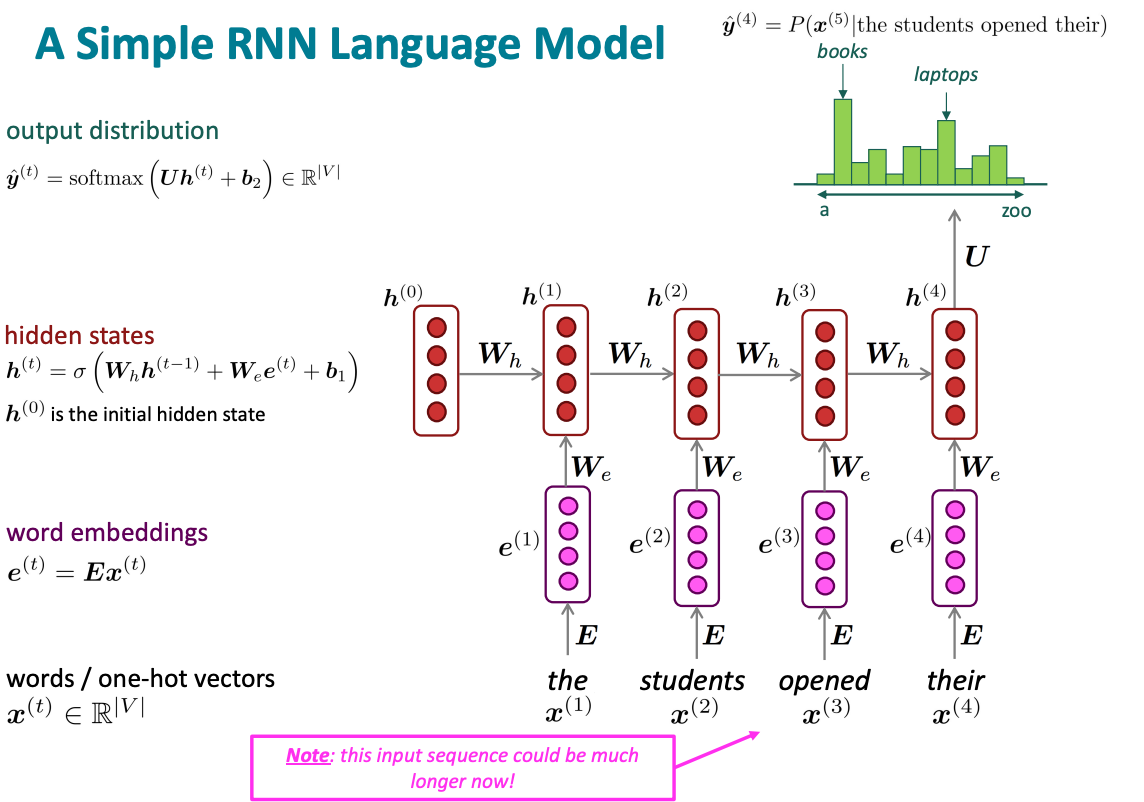 A Simple RNN Language Model
ŷ⁽⁴⁾ = P(x⁽⁵⁾|the students opened their)
books
laptops
a
zoo
output distribution
ŷ⁽ᵗ⁾ = softmax(Uh⁽ᵗ⁾ + b₂) ∈ ℝ^|V|
U
h⁽⁰⁾ h⁽¹⁾ h⁽²⁾ h⁽³⁾ h⁽⁴⁾
hidden states
W_h W_h W_h W_h
h⁽ᵗ⁾ = σ(W_h h⁽ᵗ⁻¹⁾ + W_e e⁽ᵗ⁾ + b₁)
h⁽⁰⁾ is the initial hidden state
W_e W_e W_e W_e
word embeddings
e⁽¹⁾ e⁽²⁾ e⁽³⁾ e⁽⁴⁾
e⁽ᵗ⁾ = Ex⁽ᵗ⁾
E E E E
words / one-hot vectors
x⁽ᵗ⁾ ∈ ℝ^|V|
the students opened their
x⁽¹⁾ x⁽²⁾ x⁽³⁾ x⁽⁴⁾
Note: this input sequence could be much
longer now!